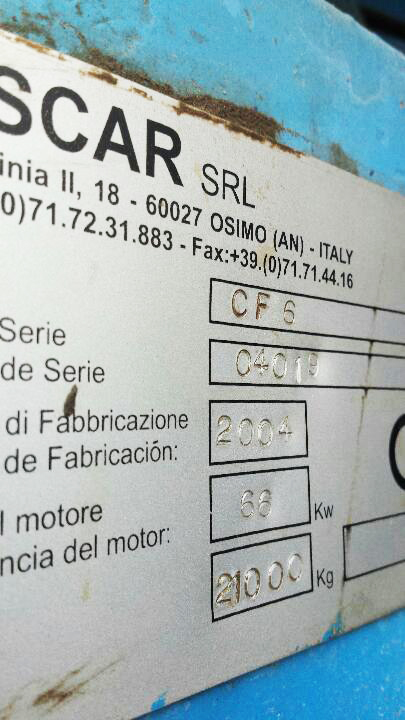 SCAR SRL
inia II, 18 - 60027 OSIMO (AN) - ITALY
0)71.72.31.883 - Fax:+39.(0)71.71.44.16
CF 6
Serie
de Serie 04019
di Fabbricazione
de Fabricación: 2004
l motore
ncia del motor: 66 Kw
21000 Kg